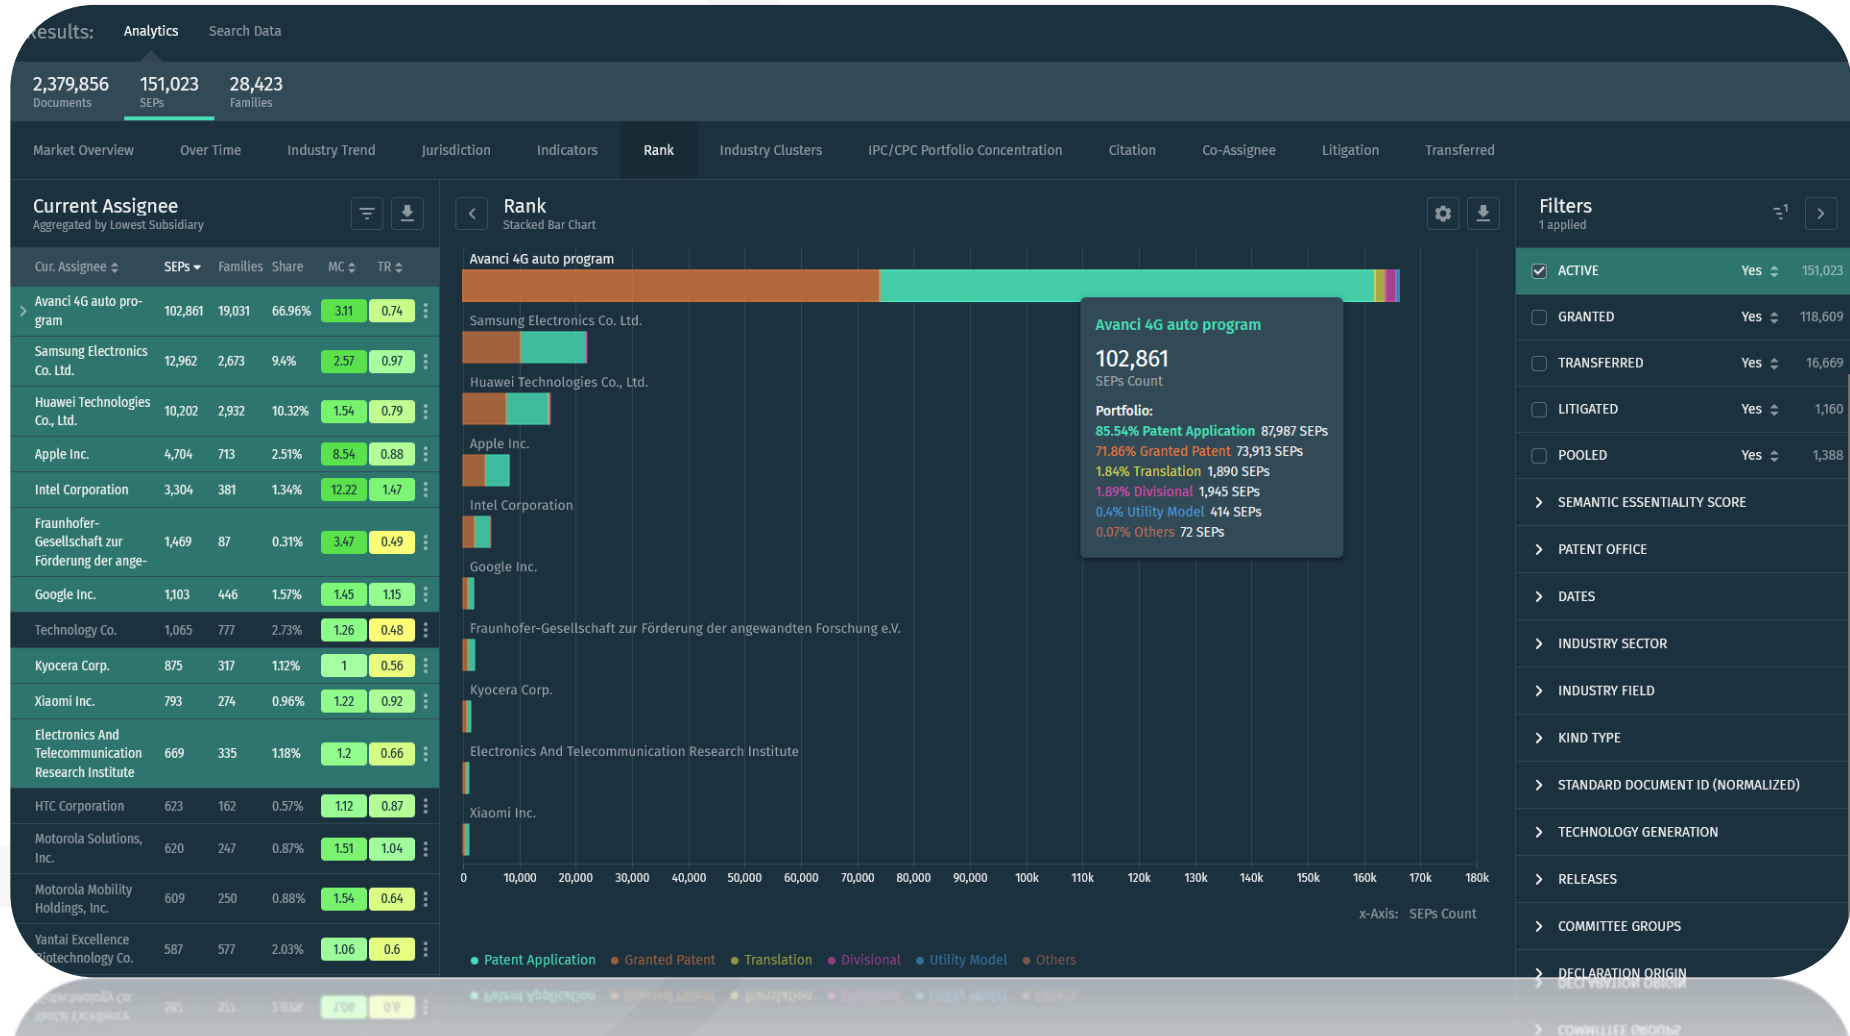 Results: Analytics Search Data
2,379,856 151,023 28,423
Documents SEPs Families
Market Overview Over Time Industry Trend Jurisdiction Indicators Rank Industry Clusters IPC/CPC Portfolio Concentration Citation Co-Assignee Litigation Transferred
Current Assignee
Aggregated by Lowest Subsidiary
Cur. Assignee SEPs Families Share MC TR
Avanci 4G auto pro-
gram
102,861 19,031 66.96% 3.11 0.74
Samsung Electronics
Co. Ltd.
12,962 2,673 9.4% 2.57 0.97
Huawei Technologies
Co., Ltd.
10,202 2,932 10.32% 1.54 0.79
Apple Inc. 4,704 713 2.51% 8.54 0.88
Intel Corporation 3,304 381 1.34% 12.22 1.47
Fraunhofer-
Gesellschaft zur
Förderung der ange-
1,469 87 0.31% 3.47 0.49
Google Inc. 1,103 446 1.57% 1.45 1.15
Technology Co. 1,065 777 2.73% 1.26 0.48
Kyocera Corp. 875 317 1.12% 1 0.56
Xiaomi Inc. 793 274 0.96% 1.22 0.92
Electronics And
Telecommunication
Research Institute
669 335 1.18% 1.2 0.66
HTC Corporation 623 162 0.57% 1.12 0.87
Motorola Solutions,
Inc.
620 247 0.87% 1.51 1.04
Motorola Mobility
Holdings, Inc.
609 250 0.88% 1.54 0.64
Yantai Excellence
Biotechnology Co.
587 577 2.03% 1.06 0.6
Rank
Stacked Bar Chart
Avanci 4G auto program
Samsung Electronics Co. Ltd.
Huawei Technologies Co., Ltd.
Apple Inc.
Intel Corporation
Google Inc.
Fraunhofer-Gesellschaft zur Förderung der angewandten Forschung e.V.
Kyocera Corp.
Electronics And Telecommunication Research Institute
Xiaomi Inc.
0 10,000 20,000 30,000 40,000 50,000 60,000 70,000 80,000 90,000 100k 110k 120k 130k 140k 150k 160k 170k 180k
x-Axis: SEPs Count
Patent Application Granted Patent Translation Divisional Utility Model Others
Avanci 4G auto program
102,861
SEPs Count
Portfolio:
85.54% Patent Application 87,987 SEPs
71.86% Granted Patent 73,913 SEPs
1.84% Translation 1,890 SEPs
1.89% Divisional 1,945 SEPs
0.4% Utility Model 414 SEPs
0.07% Others 72 SEPs
Filters
1 applied
1
ACTIVE Yes 151,023
GRANTED Yes 118,609
TRANSFERRED Yes 16,669
LITIGATED Yes 1,160
POOLED Yes 1,388
SEMANTIC ESSENTIALITY SCORE
PATENT OFFICE
DATES
INDUSTRY SECTOR
INDUSTRY FIELD
KIND TYPE
STANDARD DOCUMENT ID (NORMALIZED)
TECHNOLOGY GENERATION
RELEASES
COMMITTEE GROUPS
DECLARATION ORIGIN